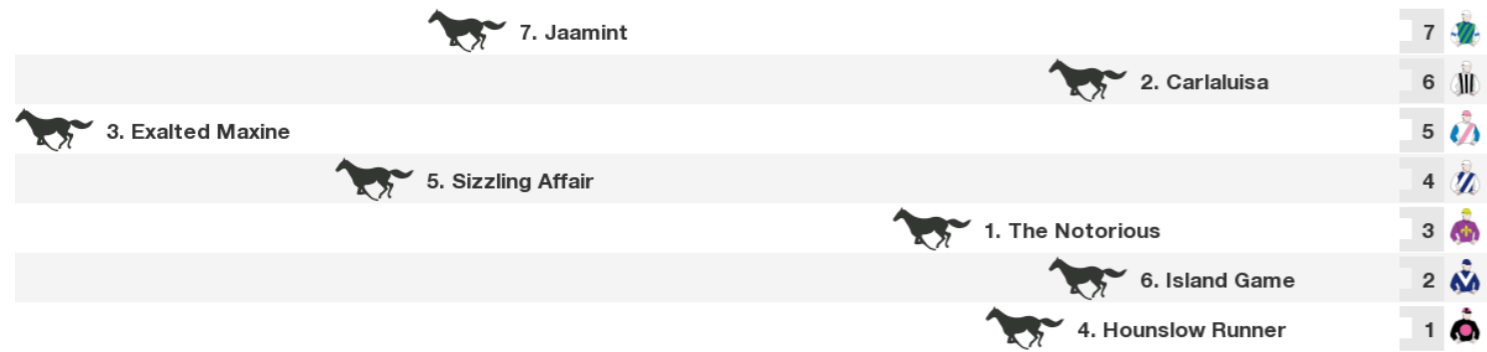 7. Jaamint 7
2. Carlaluisa 6
3. Exalted Maxine 5
5. Sizzling Affair 4
1. The Notorious 3
6. Island Game 2
4. Hounslow Runner 1